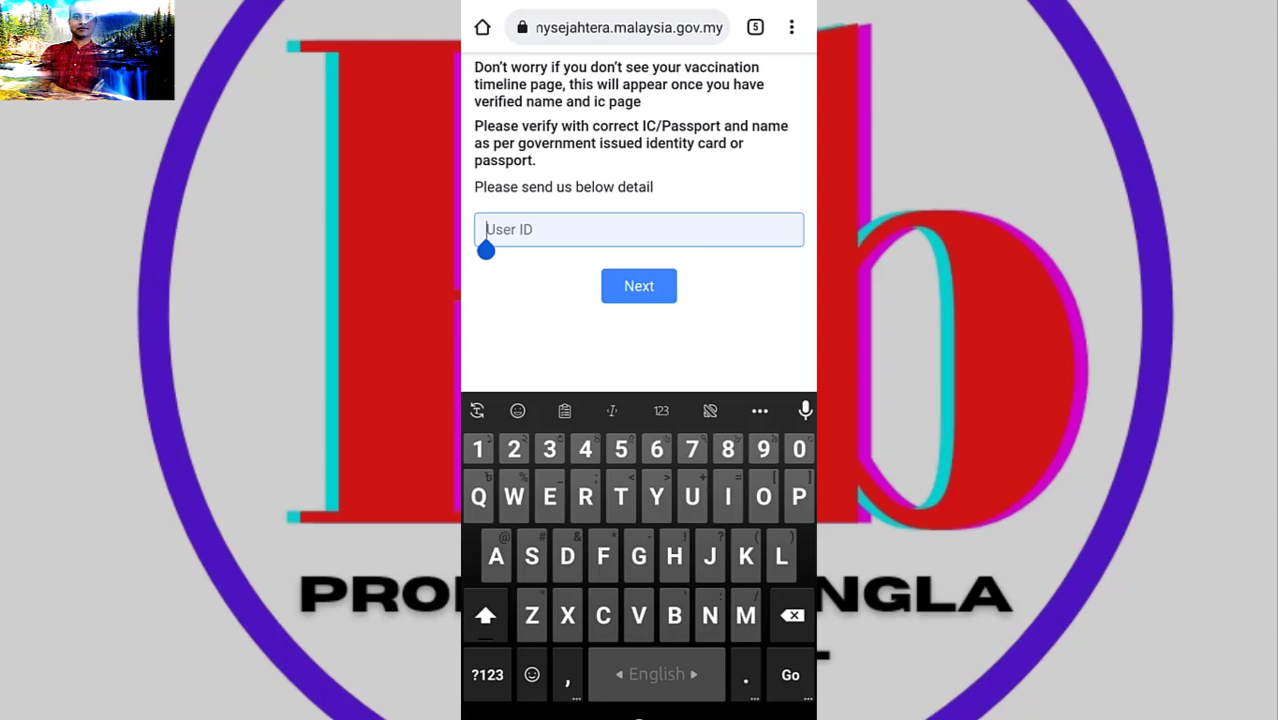 nysejahtera.malaysia.gov.my
5
Don't worry if you don't see your vaccination
timeline page, this will appear once you have
verified name and ic page
Please verify with correct IC/Passport and name
as per government issued identity card or
passport.
Please send us below detail
User ID
Next
123
1 2 3 4 5 6 7 8 9 0
Q W E R T Y U I O P
A S D F G H J K L
Z X C V B N M
?123 , English . Go